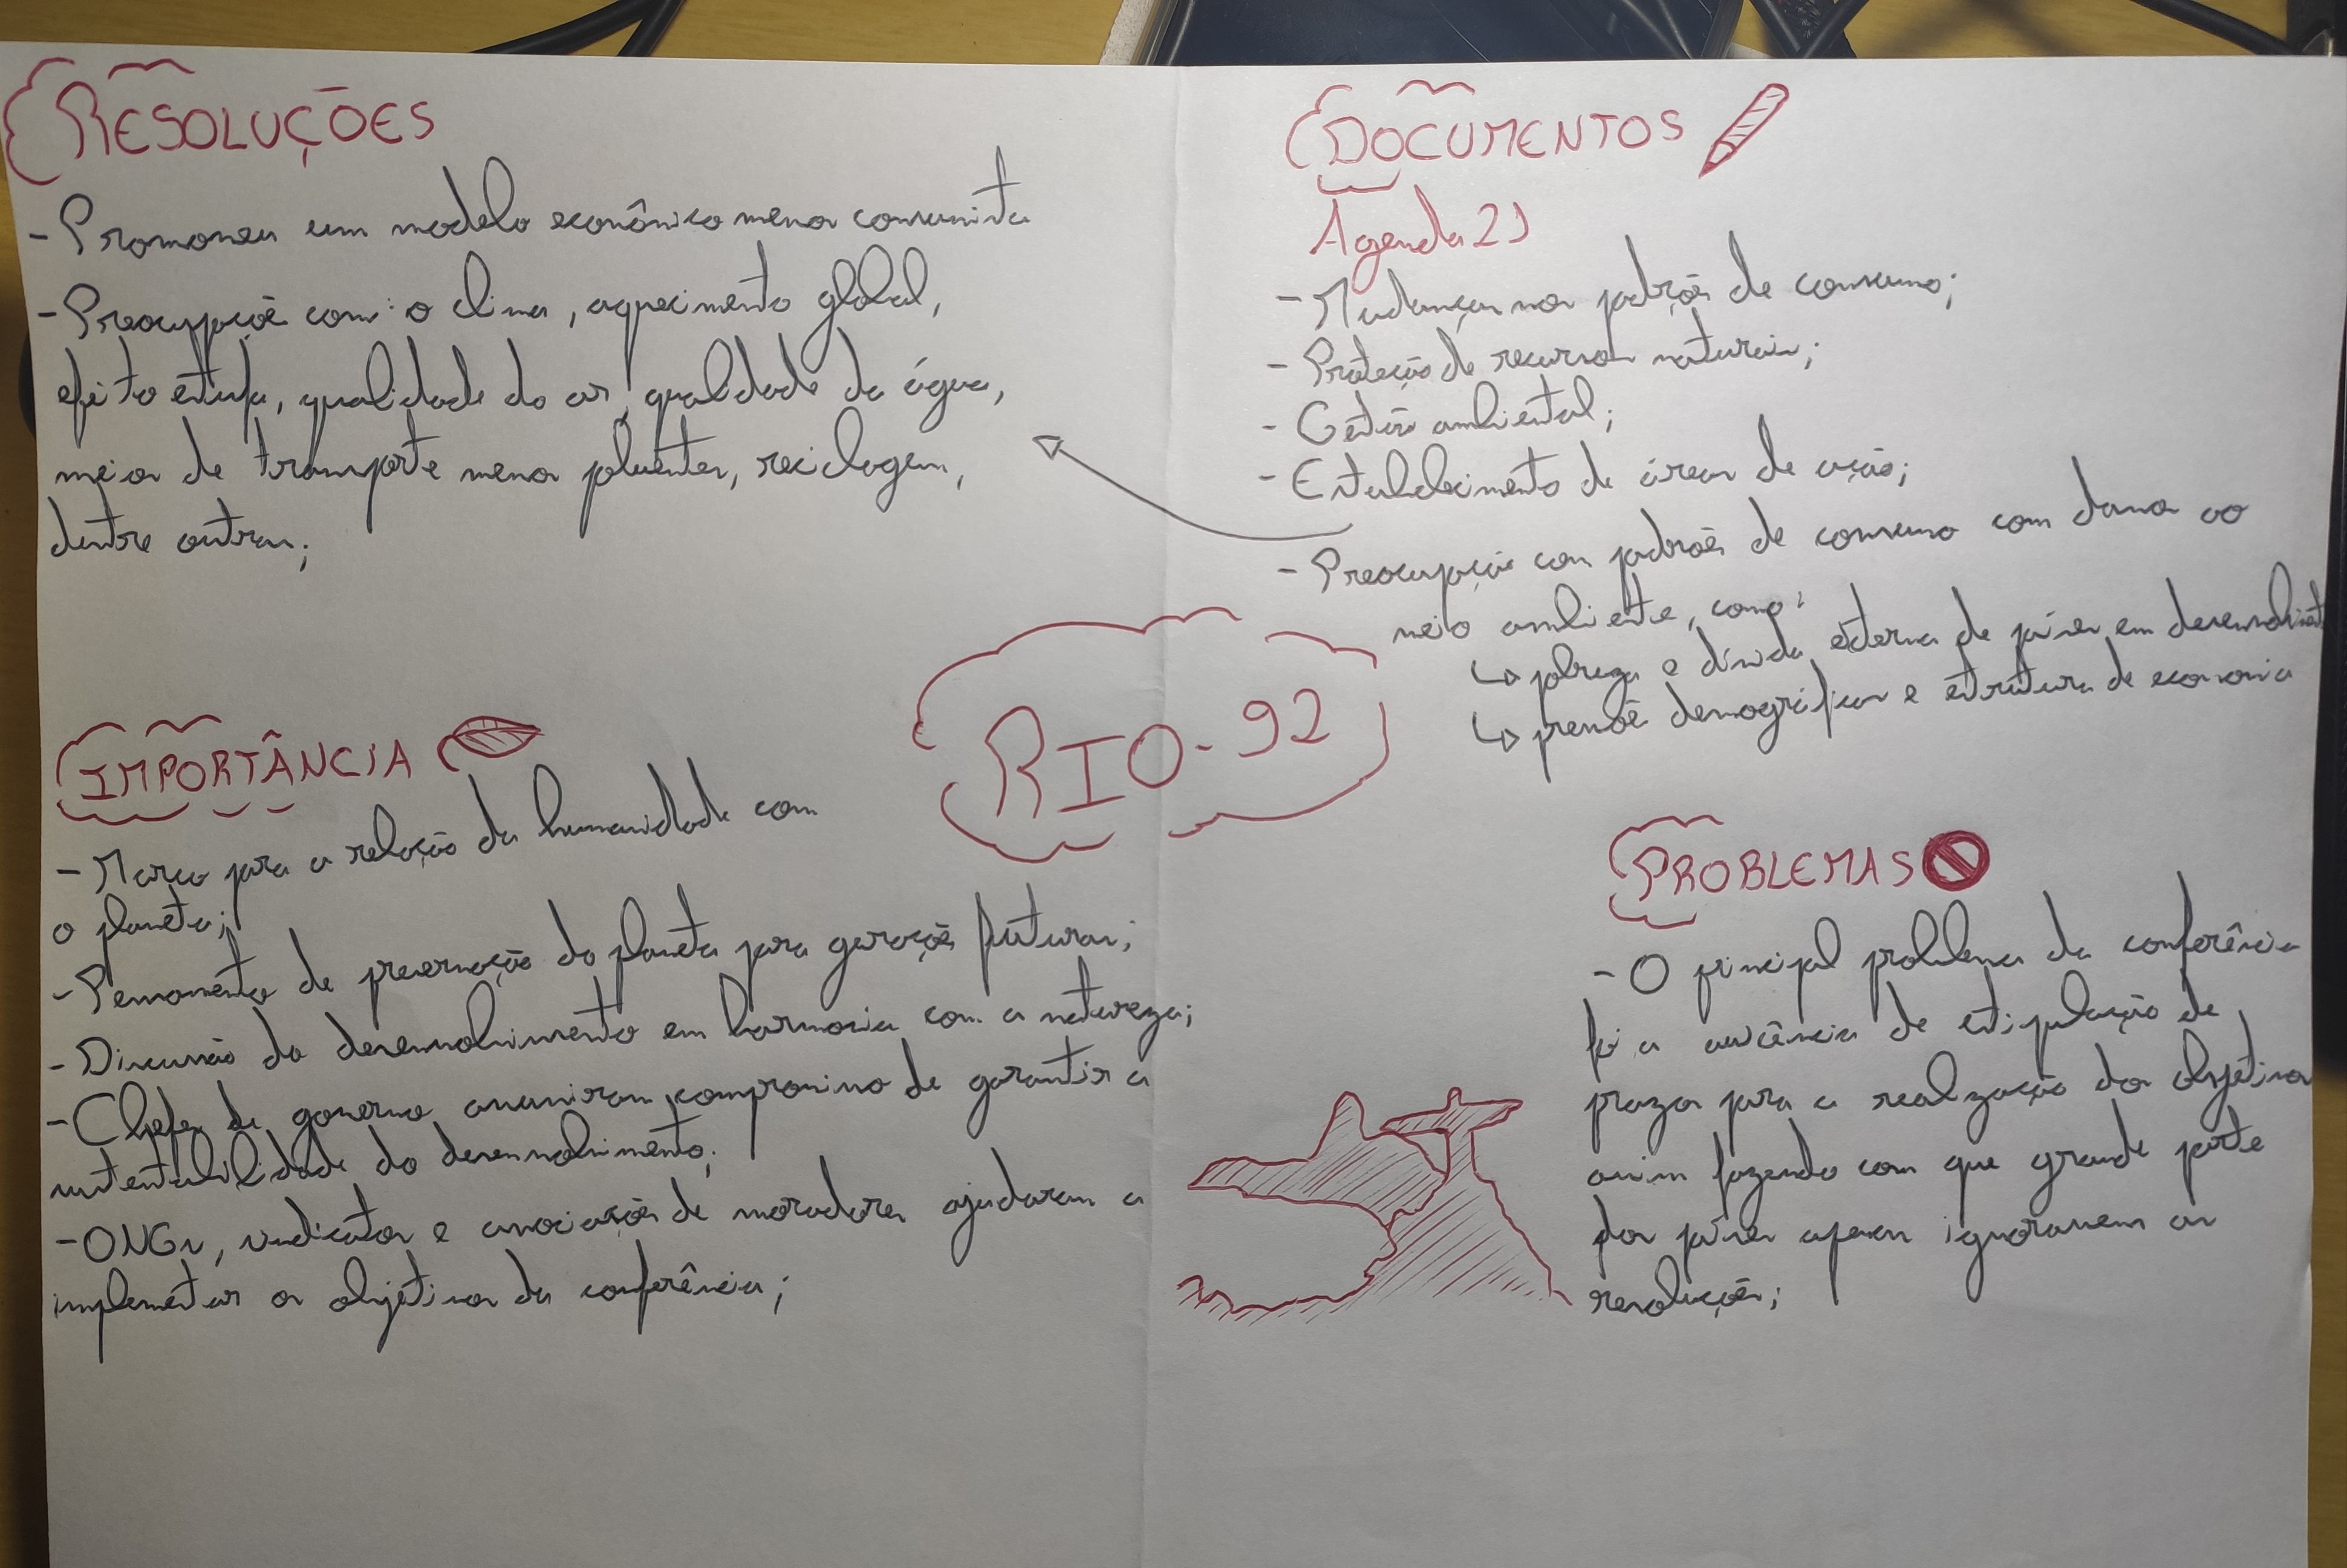 RESOLUÇÕES
- Promoveu um modelo econômico menos consumista
- Preocupação com: o clima, aquecimento global,
efeito estufa, qualidade do ar, qualidade da água,
meios de transporte menos poluentes, reciclagem,
dentre outras;
DOCUMENTOS
Agenda 21
- Mudanças nos padrões de consumo;
- Proteção de recursos naturais;
- Gestão ambiental;
- Estabelecimento de áreas de ação;
- Preocupação com padrões de consumo com danos ao
meio ambiente, como:
↳ pobreza e dívida externa de países em desenvolvimento
↳ pressão demográficas e estrutura de economia
RIO-92
IMPORTÂNCIA
- Marco para a relação da humanidade com
o planeta;
- Pensamento de preservação do planeta para gerações futuras;
- Discussão do desenvolvimento em harmonia com a natureza;
- Chefes de governo assumiram compromisso de garantir a
sustentabilidade do desenvolvimento;
- ONGs, sindicatos e associações de moradores ajudaram a
implementar os objetivos da conferência;
PROBLEMAS
- O principal problema da conferência
foi a ausência de estipulação de
prazos para a realização dos objetivos
assim fazendo com que grande parte
dos países apenas ignorassem as
resoluções;